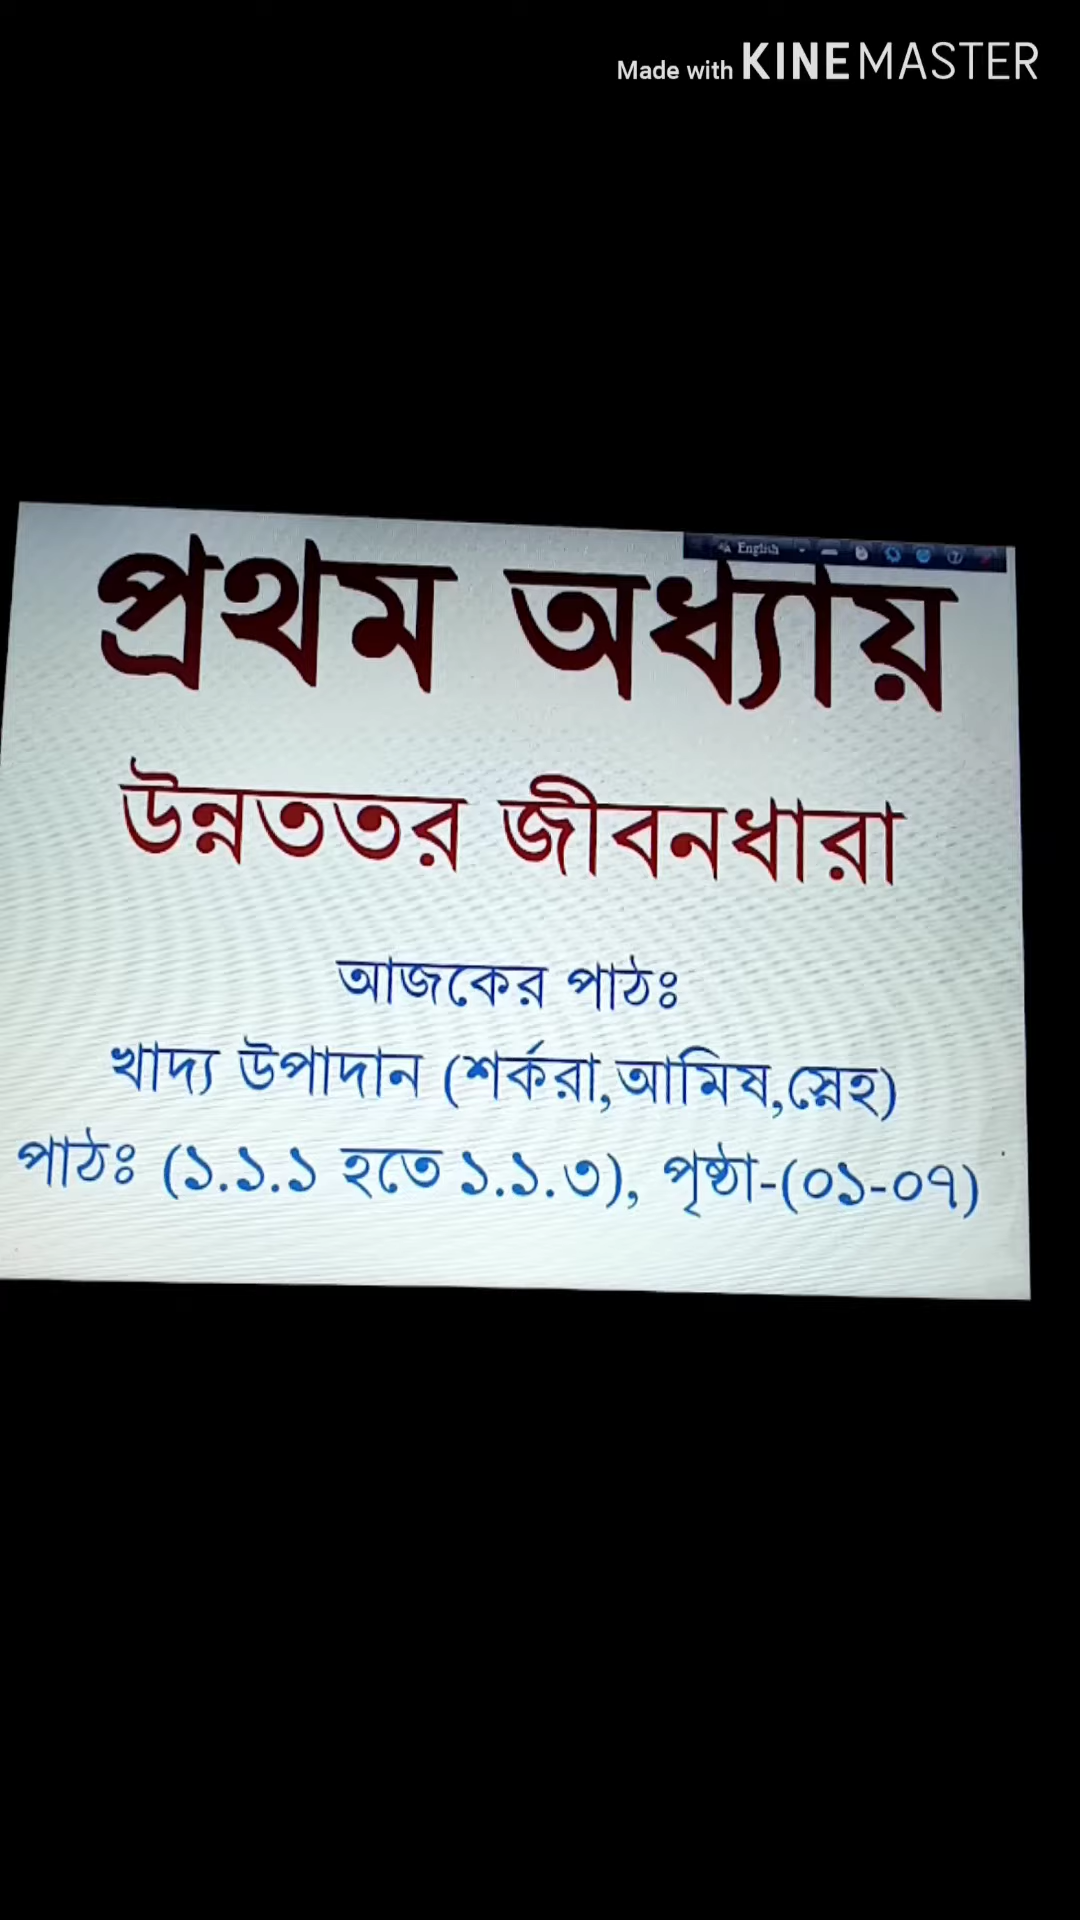 Made with KINEMASTER
English
প্রথম অধ্যায়
উন্নততর জীবনধারা
আজকের পাঠঃ
খাদ্য উপাদান (শর্করা,আমিষ,স্নেহ)
পাঠঃ (১.১.১ হতে ১.১.৩), পৃষ্ঠা-(০১-০৭)